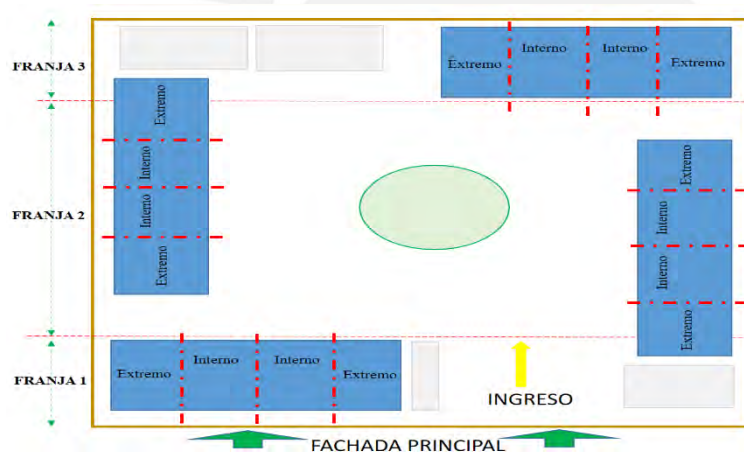 FRANJA 3
Extremo
Interno
Interno
Extremo
Extremo
Interno
Interno
Extremo
FRANJA 2
Extremo
Interno
Interno
Extremo
FRANJA 1
Extremo
Interno
Interno
Extremo
INGRESO
FACHADA PRINCIPAL